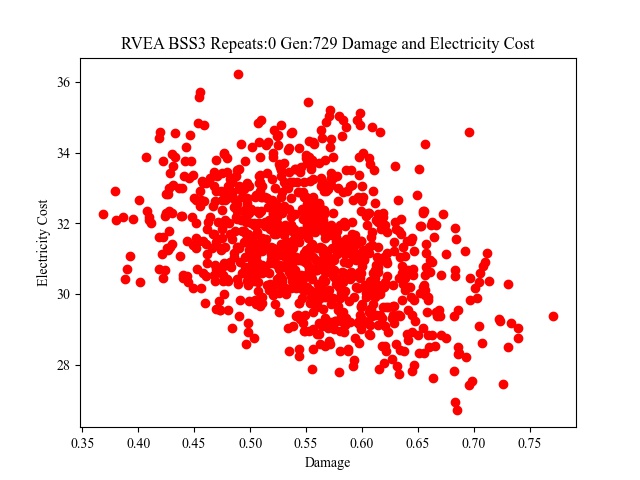 RVEA BSS3 Repeats:0 Gen:729 Damage and Electricity Cost
36
34
32
30
28
Electricity Cost
0.35 0.40 0.45 0.50 0.55 0.60 0.65 0.70 0.75
Damage